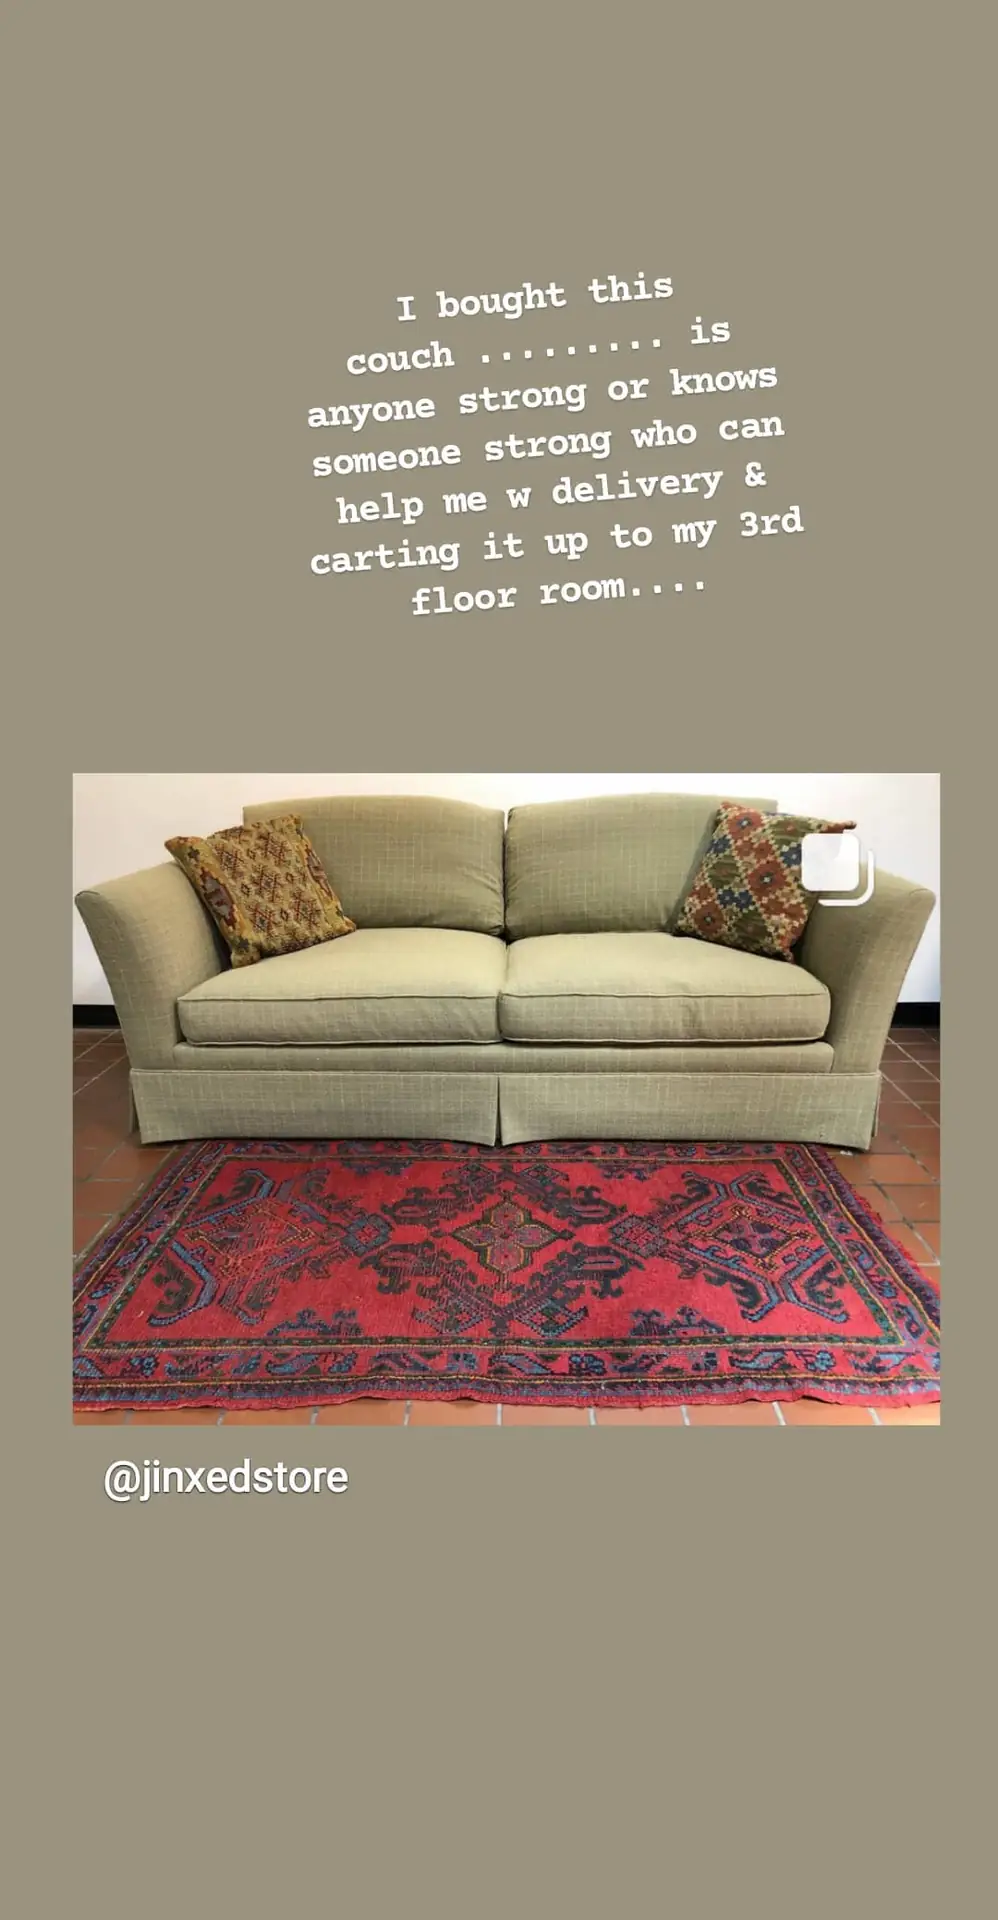 I bought this
couch ......... is
anyone strong or knows
someone strong who can
help me w delivery &
carting it up to my 3rd
floor room....
@jinxedstore